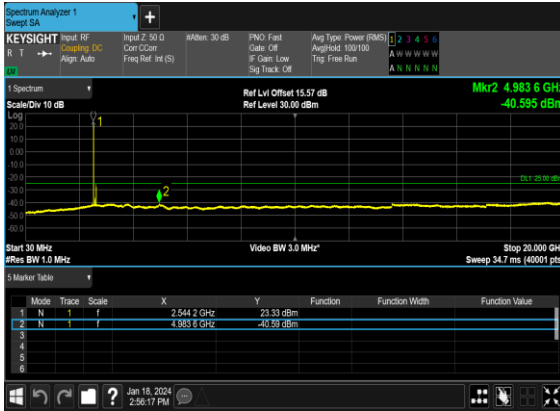 Spectrum Analyzer 1
Swept SA
+
KEYSIGHT Input: RF Input Z: 50 Ω #Atten: 30 dB PNO: Fast Avg Type: Power (RMS) 1 2 3 4 5 6
R T Coupling: DC Corr CCorr Gate: Off Avg|Hold: 100/100 A W W W W W
Align: Auto Freq Ref: Int (S) IF Gain: Low Trig: Free Run
Sig Track: Off A N N N N N
1 Spectrum Ref Lvl Offset 15.57 dB Mkr2 4.983 6 GHz
Scale/Div 10 dB Ref Level 30.00 dBm -40.595 dBm
Log
1
20.0
10.0
0.00
-10.0
-20.0
DL1 -25.00 dBm
-30.0
2
-40.0
-50.0
-60.0
Start 30 MHz Video BW 3.0 MHz* Stop 20.000 GHz
#Res BW 1.0 MHz Sweep 34.7 ms (40001 pts)
5 Marker Table
Mode Trace Scale X Y Function Function Width Function Value
1 N 1 f 2.544 2 GHz 23.33 dBm
2 N 1 f 4.983 6 GHz -40.59 dBm
3
4
5
6
? Jan 18, 2024
2:56:17 PM